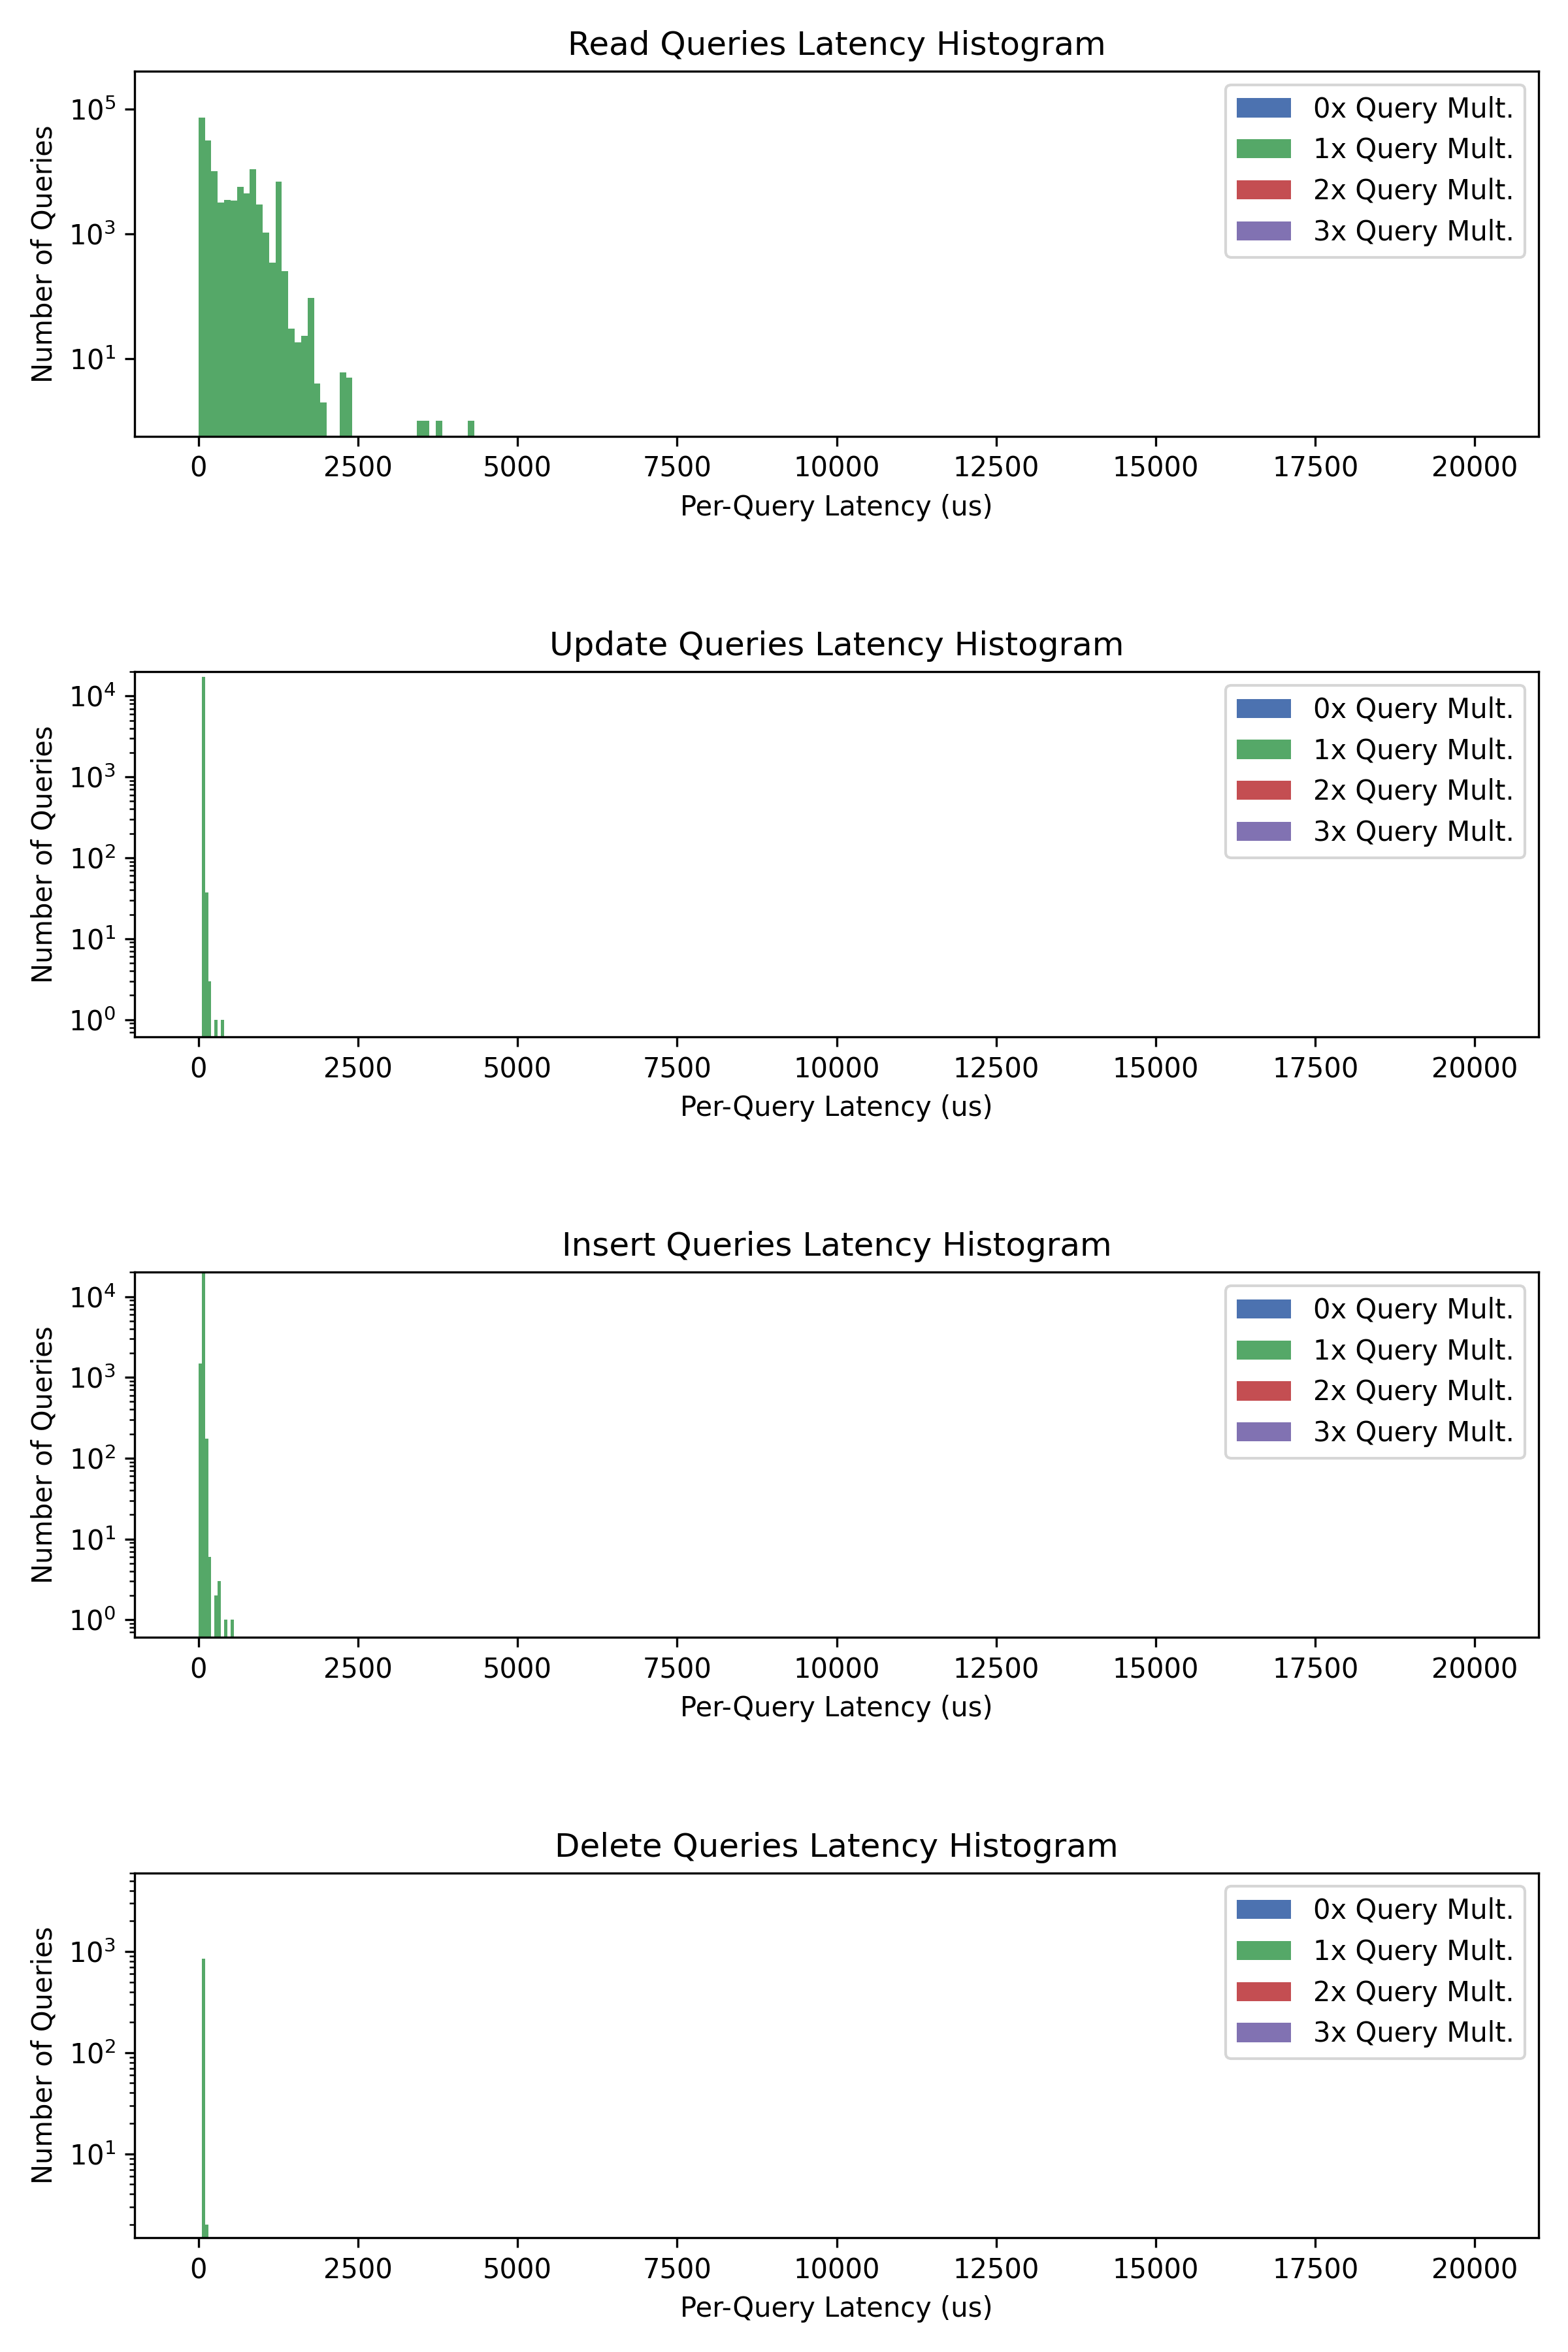 Read Queries Latency Histogram
Number of Queries
10^5
10^3
10^1
0x Query Mult.
1x Query Mult.
2x Query Mult.
3x Query Mult.
0 2500 5000 7500 10000 12500 15000 17500 20000
Per-Query Latency (us)
Update Queries Latency Histogram
Number of Queries
10^4
10^3
10^2
10^1
10^0
0x Query Mult.
1x Query Mult.
2x Query Mult.
3x Query Mult.
0 2500 5000 7500 10000 12500 15000 17500 20000
Per-Query Latency (us)
Insert Queries Latency Histogram
Number of Queries
10^4
10^3
10^2
10^1
10^0
0x Query Mult.
1x Query Mult.
2x Query Mult.
3x Query Mult.
0 2500 5000 7500 10000 12500 15000 17500 20000
Per-Query Latency (us)
Delete Queries Latency Histogram
Number of Queries
10^3
10^2
10^1
0x Query Mult.
1x Query Mult.
2x Query Mult.
3x Query Mult.
0 2500 5000 7500 10000 12500 15000 17500 20000
Per-Query Latency (us)